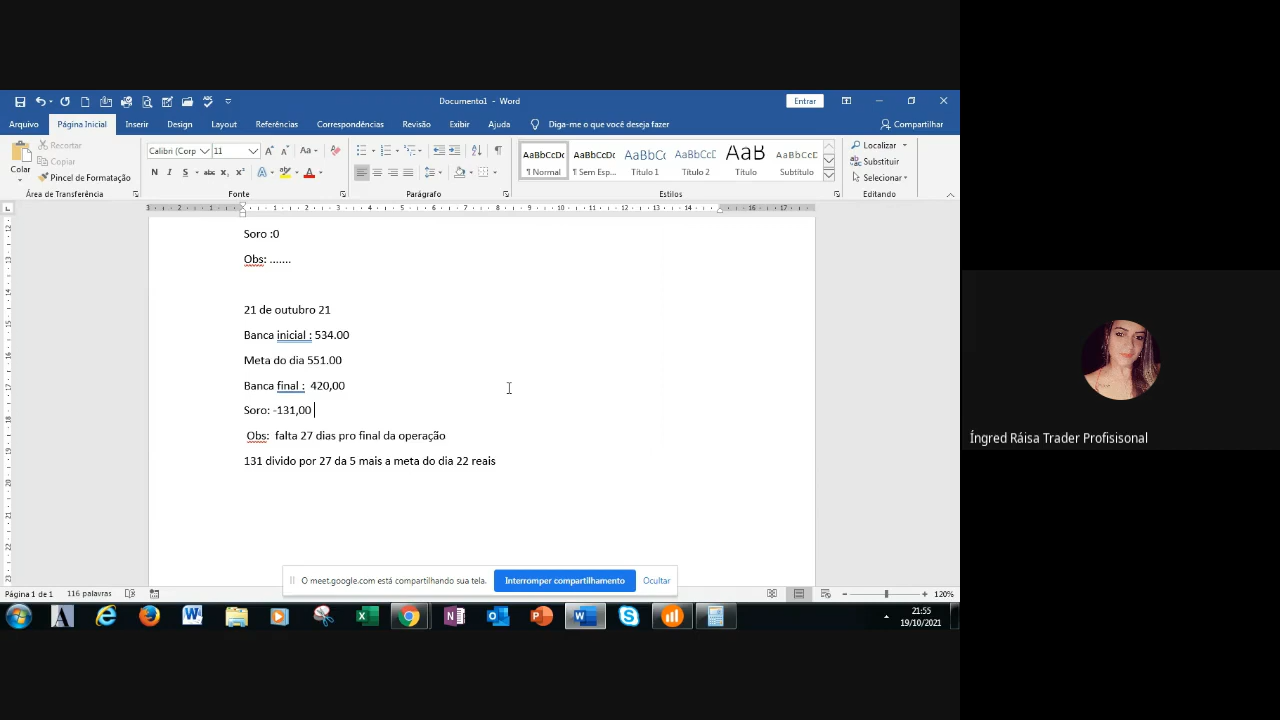 Documento1 - Word
Entrar
Arquivo Página Inicial Inserir Design Layout Referências Correspondências Revisão Exibir Ajuda Diga-me o que você deseja fazer Compartilhar
Colar
Recortar
Copiar
Pincel de Formatação
Área de Transferência
Calibri (Corp 11
N I S abc x₂ x²
Fonte
Parágrafo
AaBbCcDc AaBbCcDc AaBbCc AaBbCcE AaB AaBbCcD
¶ Normal ¶ Sem Esp... Título 1 Título 2 Título Subtítulo
Estilos
Localizar
Substituir
Selecionar
Editando
Soro :0
Obs: .......
21 de outubro 21
Banca inicial : 534.00
Meta do dia 551.00
Banca final : 420,00
Soro: -131,00
Obs: falta 27 dias pro final da operação
131 divido por 27 da 5 mais a meta do dia 22 reais
O meet.google.com está compartilhando sua tela. Interromper compartilhamento Ocultar
Página 1 de 1 116 palavras 120%
21:55
19/10/2021
Íngred Ráisa Trader Profisisonal